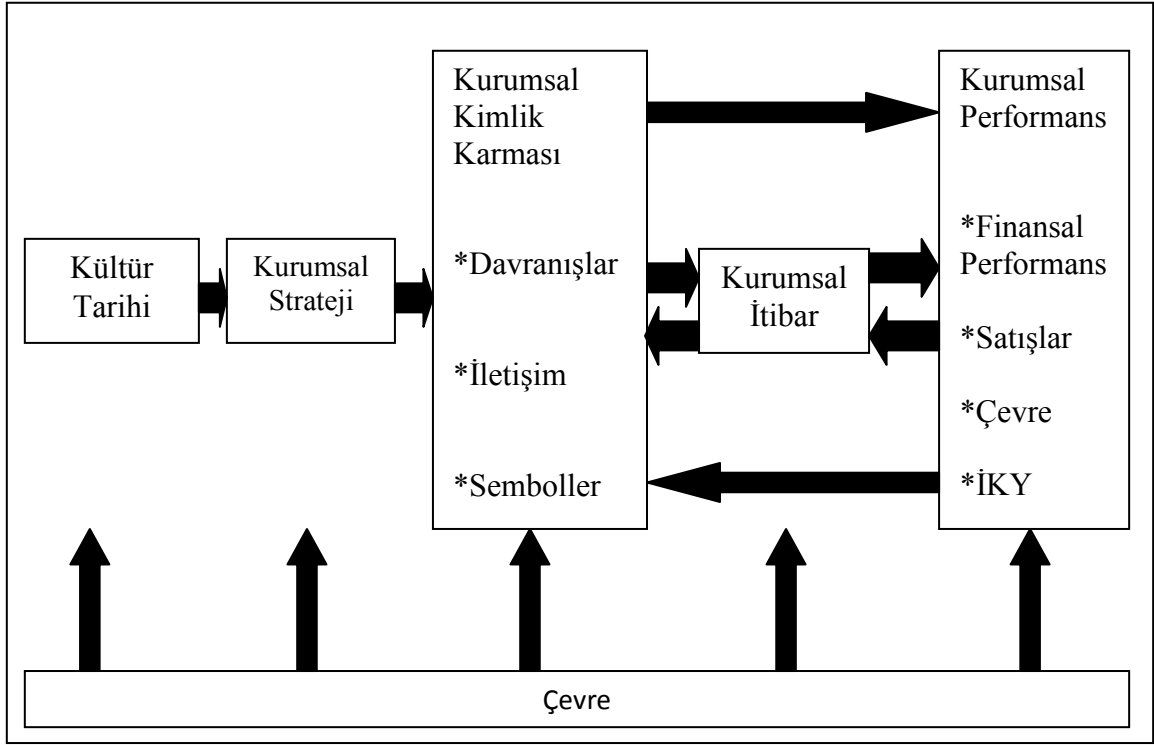 Kültür
Tarihi
Kurumsal
Strateji
Kurumsal
Kimlik
Karması
*Davranışlar
*İletişim
*Semboller
Kurumsal
İtibar
Kurumsal
Performans
*Finansal
Performans
*Satışlar
*Çevre
*İKY
Çevre